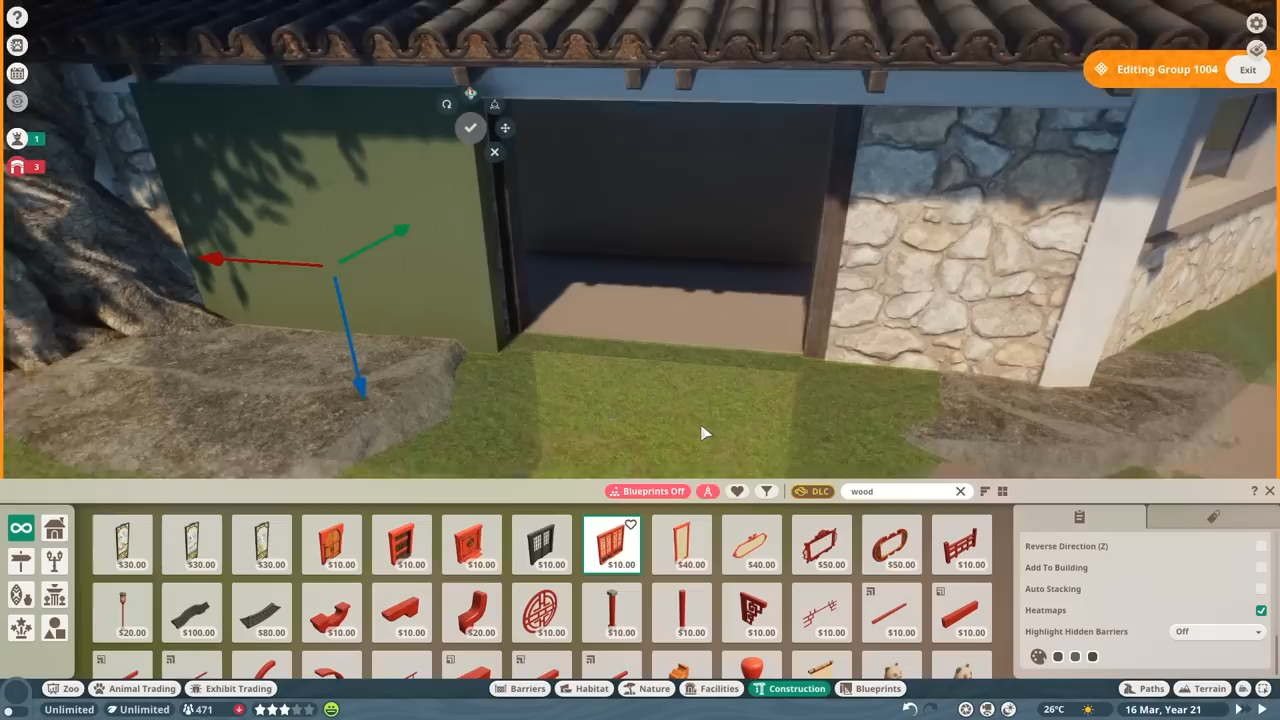 ?
Editing Group 1004
Exit
1
3
Blueprints Off
DLC
wood
?
$30.00
$30.00
$30.00
$10.00
$10.00
$10.00
$10.00
$10.00
$40.00
$40.00
$50.00
$50.00
$10.00
$20.00
$100.00
$80.00
$10.00
$10.00
$20.00
$10.00
$10.00
$10.00
$10.00
$10.00
$10.00
$10.00
Reverse Direction (Z)
Add To Building
Auto Stacking
Heatmaps
Highlight Hidden Barriers
Off
Zoo
Animal Trading
Exhibit Trading
Barriers
Habitat
Nature
Facilities
Construction
Blueprints
Paths
Terrain
Unlimited
Unlimited
471
26°C
16 Mar, Year 21